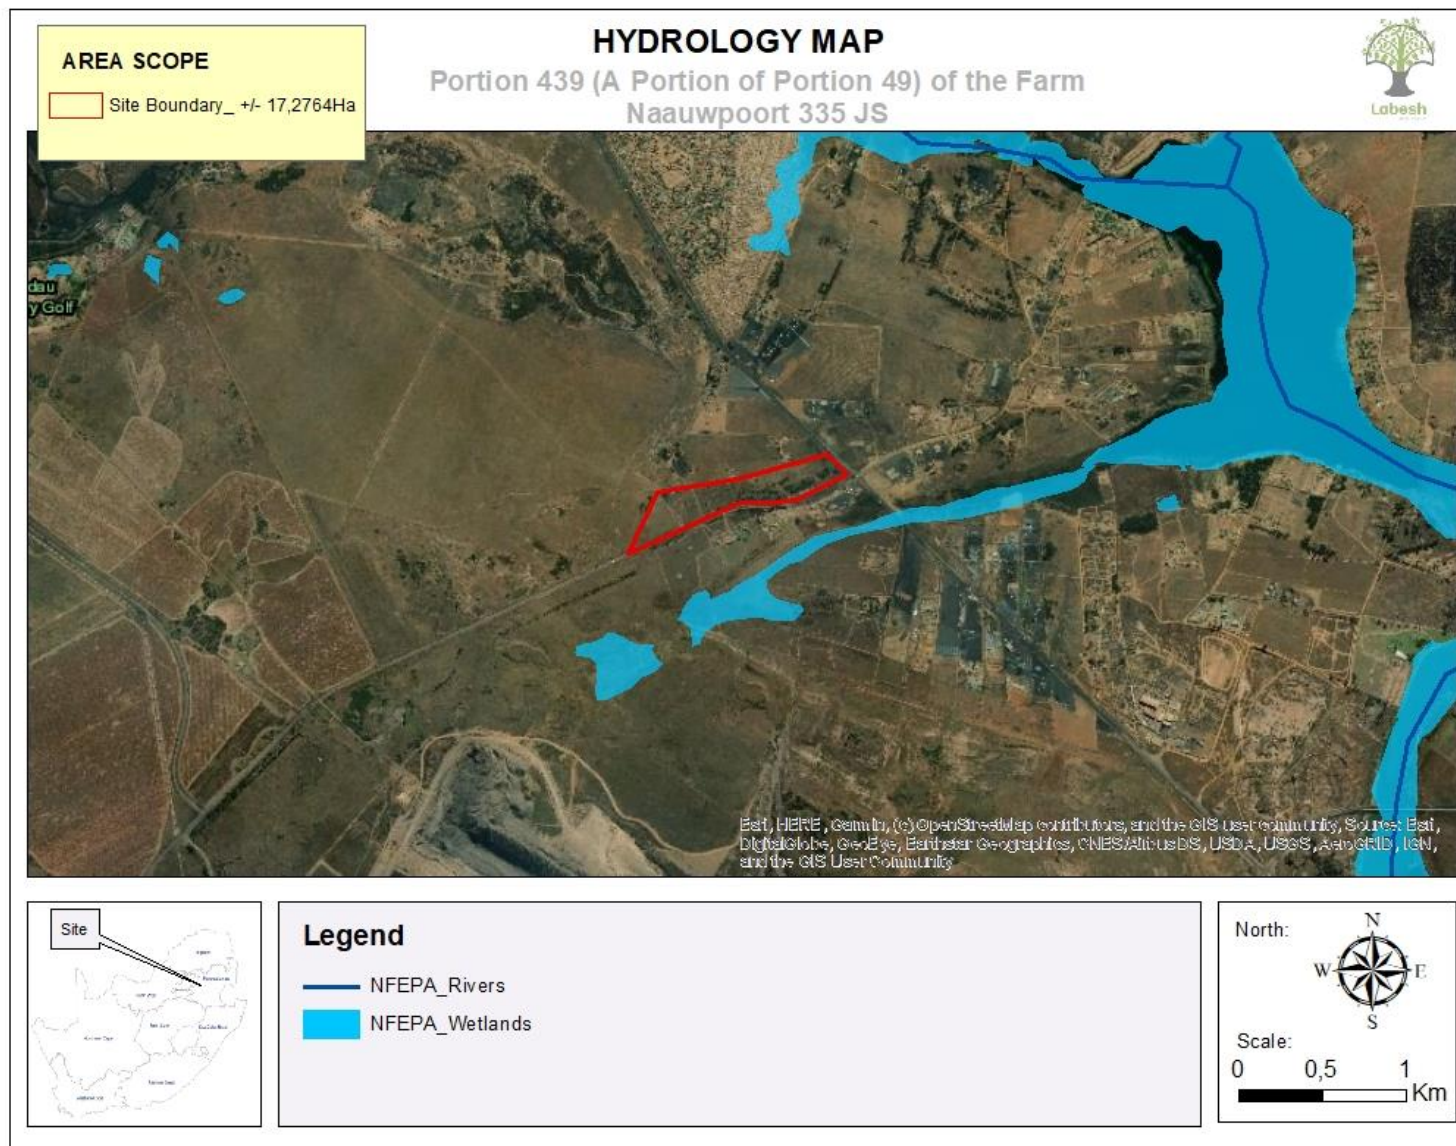 AREA SCOPE
Site Boundary_ +/- 17,2764Ha
HYDROLOGY MAP
Portion 439 (A Portion of Portion 49) of the Farm
Naauwpoort 335 JS
Labesh
dau
y Golf
Esri, HERE, Garmin, (c) OpenStreetMap contributors, and the GIS user community, Source: Esri,
DigitalGlobe, GeoEye, Earthstar Geographics, CNES/Airbus DS, USDA, USGS, AeroGRID, IGN,
and the GIS User Community
Site
Legend
NFEPA_Rivers
NFEPA_Wetlands
North:
N
W
E
S
Scale:
0 0,5 1
Km